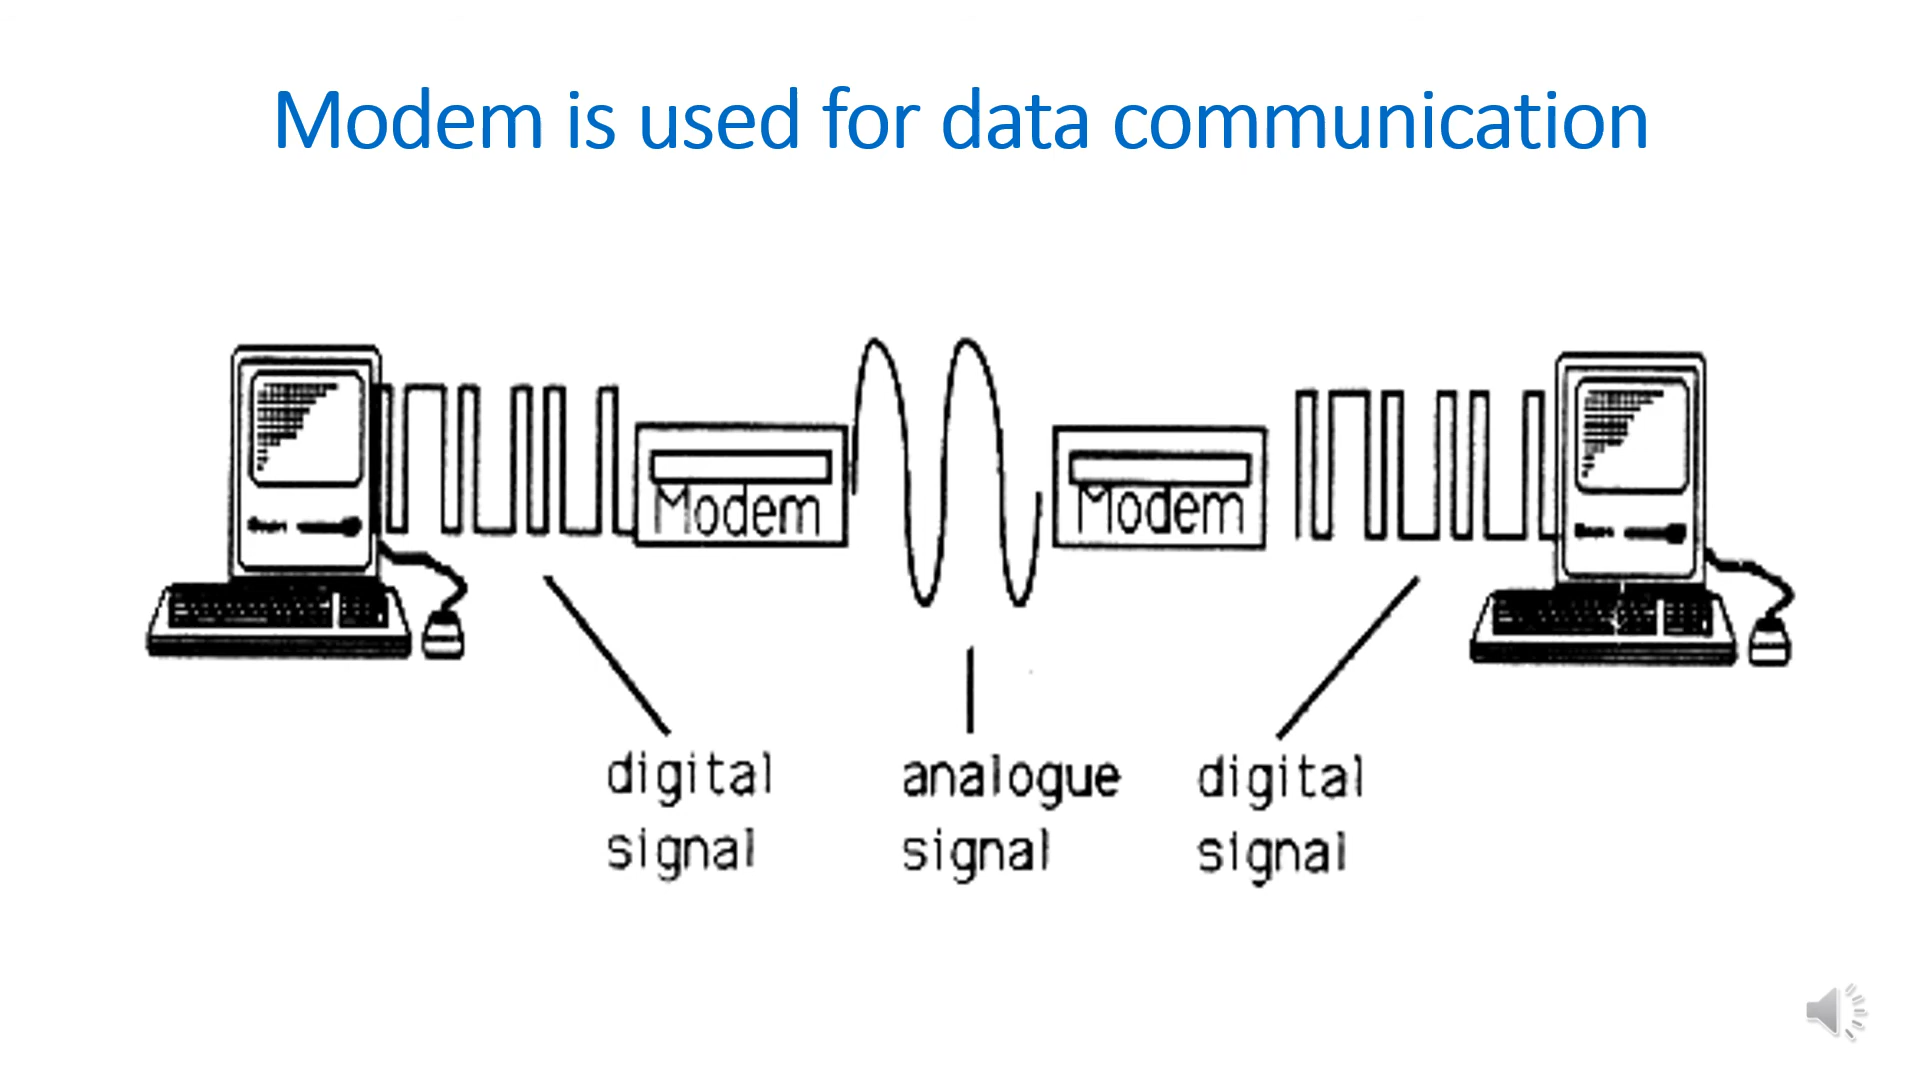 Modem is used for data communication
Modem
Modem
digital
signal
analogue
signal
digital
signal